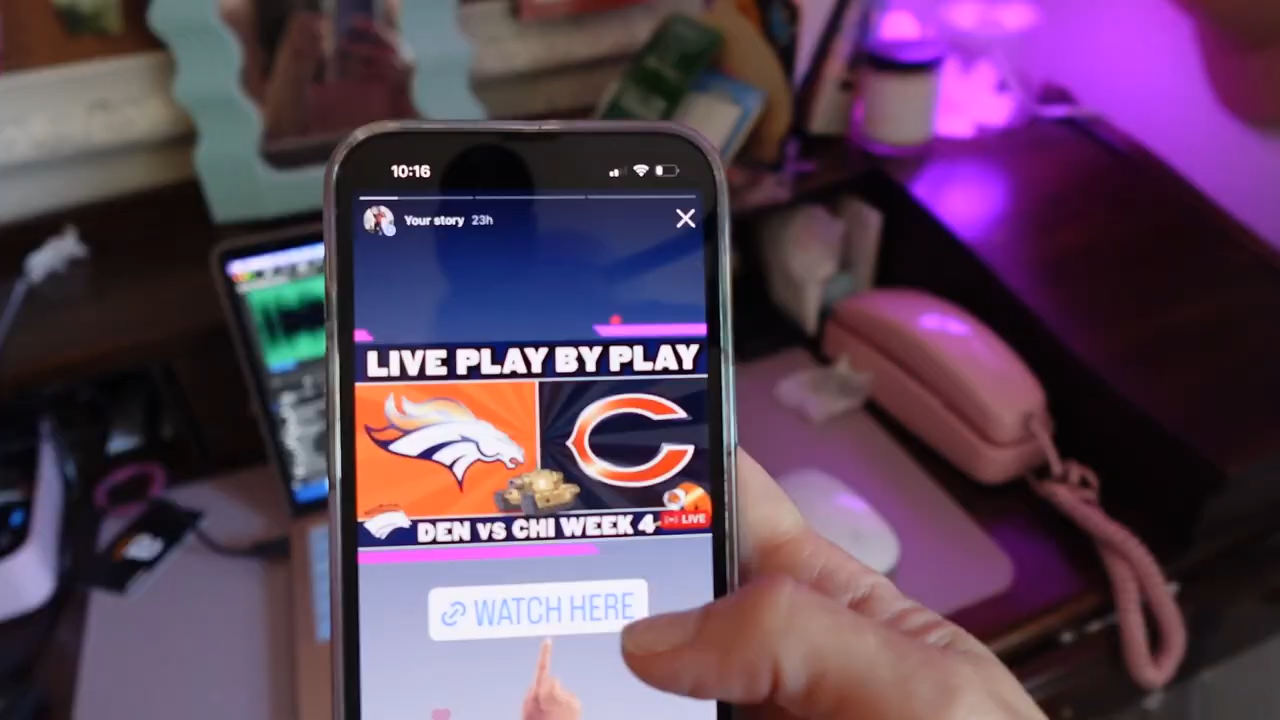 10:16
Your story 23h
LIVE PLAY BY PLAY
DEN VS CHI WEEK 4
LIVE
WATCH HERE